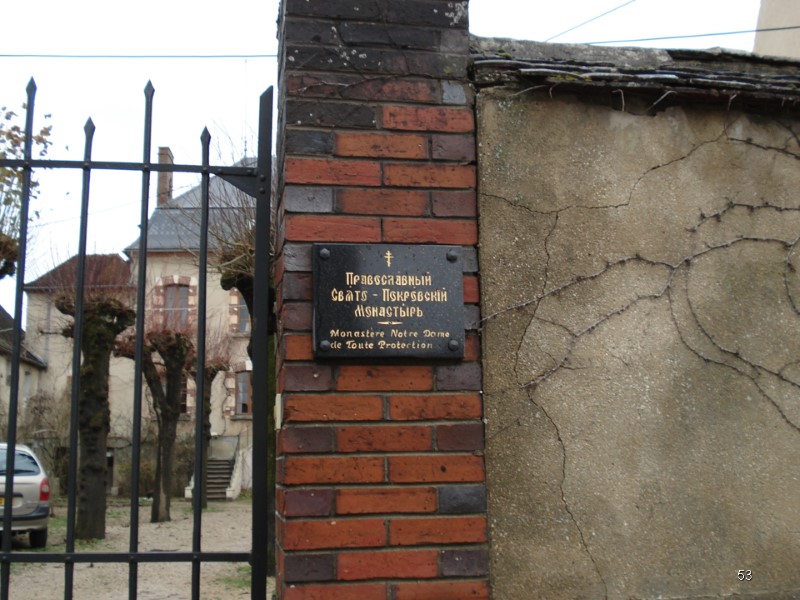 Православный
Свято - Покровский
Монастырь
Monastère Notre Dame
de Toute Protection
53